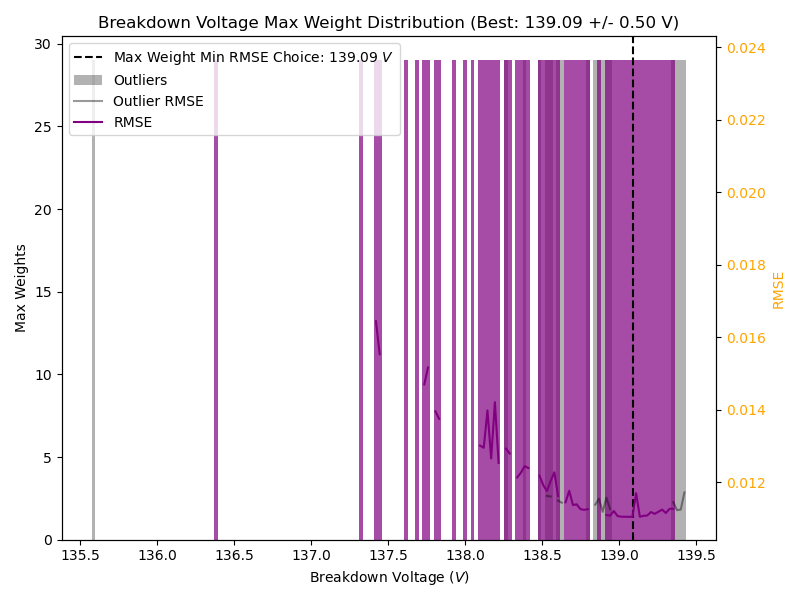 Breakdown Voltage Max Weight Distribution (Best: 139.09 +/- 0.50 V)
Max Weight Min RMSE Choice: 139.09 V
Outliers
Outlier RMSE
RMSE
30
25
20
15
10
5
0
Max Weights
0.024
0.022
0.020
0.018
0.016
0.014
0.012
RMSE
135.5 136.0 136.5 137.0 137.5 138.0 138.5 139.0 139.5
Breakdown Voltage (V)